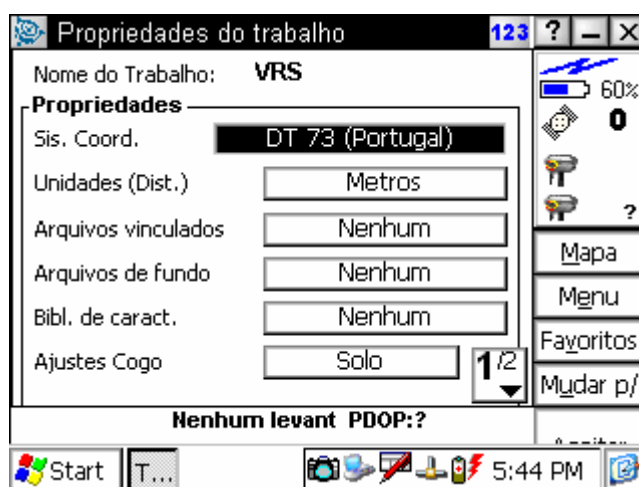 Propriedades do trabalho 123 ? – X
Nome do Trabalho: VRS
Propriedades
Sis. Coord. DT 73 (Portugal)
Unidades (Dist.) Metros
Arquivos vinculados Nenhum
Arquivos de fundo Nenhum
Bibl. de caract. Nenhum
Ajustes Cogo Solo
1/2
Nenhum levant PDOP:?
60%
0
?
Mapa
Menu
Favoritos
Mudar p/
Start T... 5:44 PM